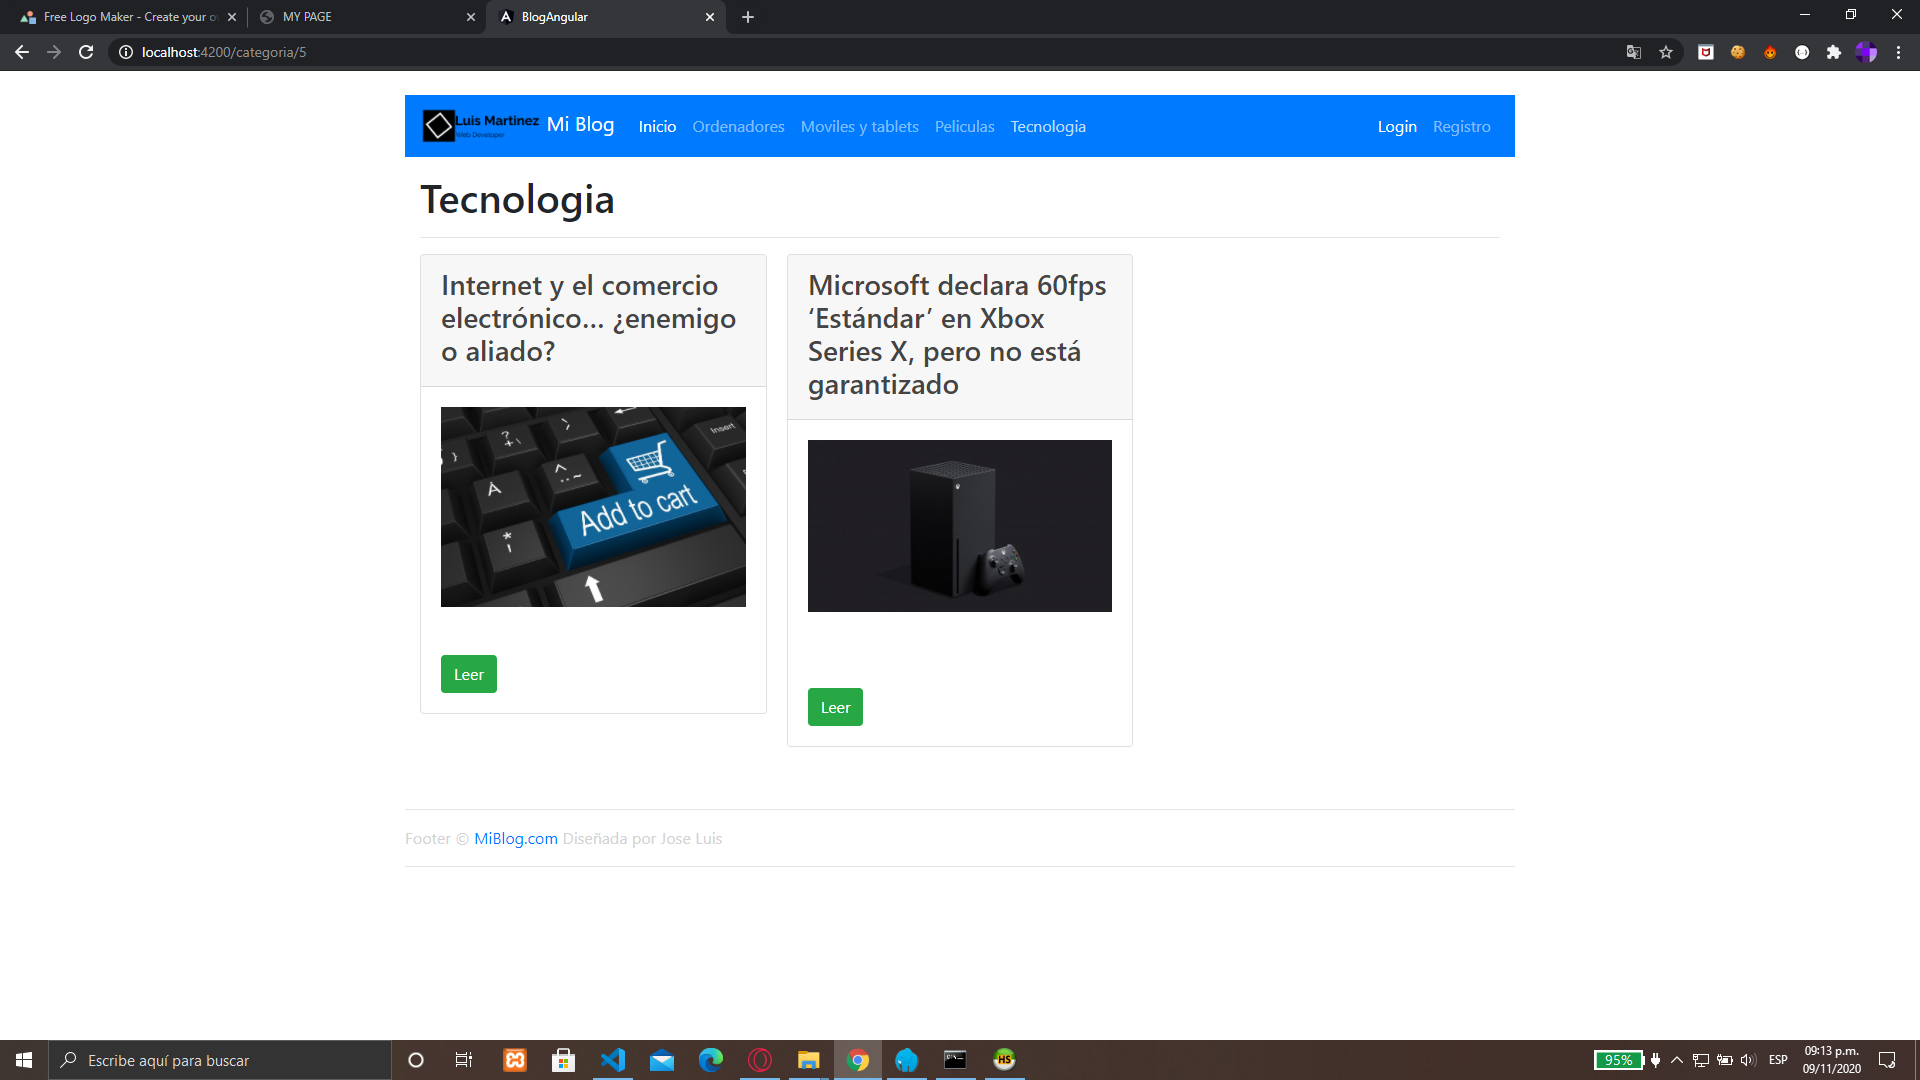 Free Logo Maker - Create your o
MY PAGE
BlogAngular
localhost:4200/categoria/5
Luis Martinez
Web Developer
Mi Blog
Inicio
Ordenadores
Moviles y tablets
Peliculas
Tecnologia
Login
Registro
Tecnologia
Internet y el comercio
electrónico... ¿enemigo
o aliado?
Insert
Add to cart
Leer
Microsoft declara 60fps
‘Estándar’ en Xbox
Series X, pero no está
garantizado
Leer
Footer © MiBlog.com Diseñada por Jose Luis
Escribe aquí para buscar
HS
95%
ESP
09:13 p.m.
09/11/2020